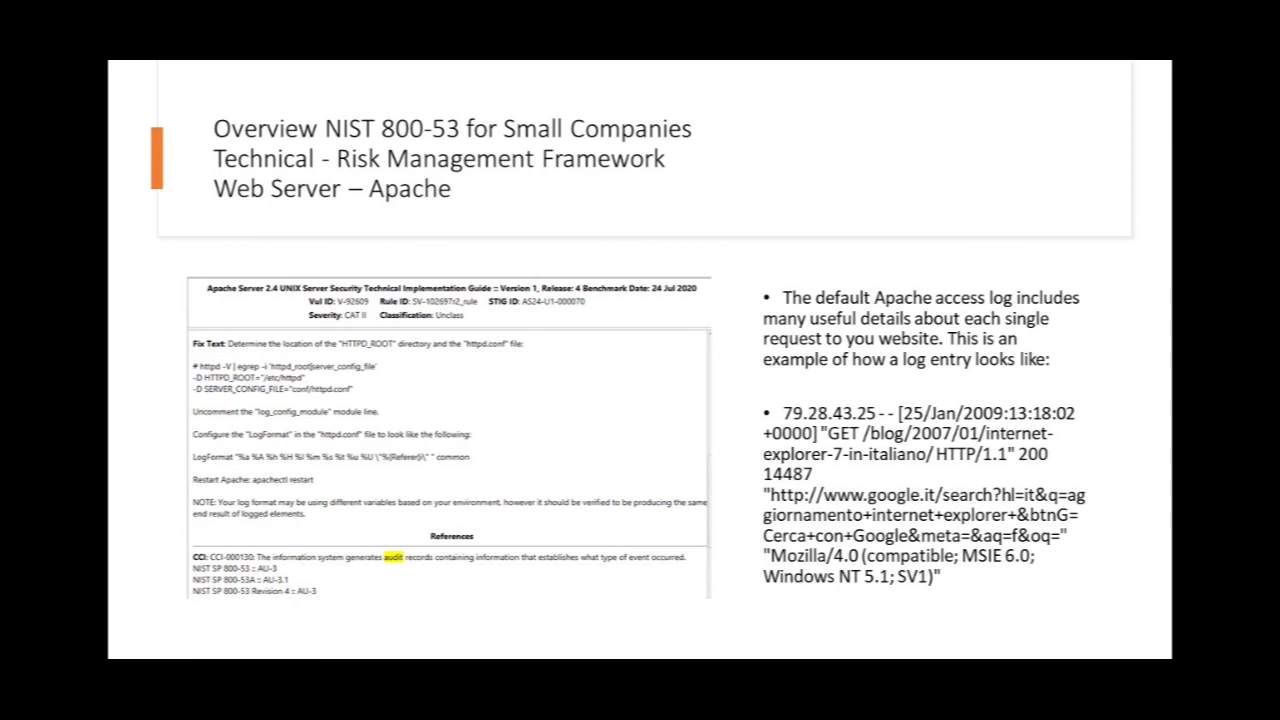 Overview NIST 800-53 for Small Companies
Technical - Risk Management Framework
Web Server – Apache
Apache Server 2.4 UNIX Server Security Technical Implementation Guide :: Version 1, Release: 4 Benchmark Date: 24 Jul 2020
Vul ID: V-92609 Rule ID: SV-102697r2_rule STIG ID: AS24-U1-000070
Severity: CAT II Classification: Unclass
Fix Text: Determine the location of the "HTTPD_ROOT" directory and the "httpd.conf" file:
# httpd -V | egrep -i 'httpd_root|server_config_file'
-D HTTPD_ROOT="/etc/httpd"
-D SERVER_CONFIG_FILE="conf/httpd.conf"
Uncomment the "log_config_module" module line.
Configure the "LogFormat" in the "httpd.conf" file to look like the following:
LogFormat "%a %A %h %H %l %m %s %t %u %U \"%{Referer}i\" " common
Restart Apache: apachectl restart
NOTE: Your log format may be using different variables based on your environment, however it should be verified to be producing the same
end result of logged elements.
References
CCI: CCI-000130: The information system generates audit records containing information that establishes what type of event occurred.
NIST SP 800-53 :: AU-3
NIST SP 800-53A :: AU-3.1
NIST SP 800-53 Revision 4 :: AU-3
• The default Apache access log includes
many useful details about each single
request to you website. This is an
example of how a log entry looks like:
• 79.28.43.25 - - [25/Jan/2009:13:18:02
+0000] "GET /blog/2007/01/internet-
explorer-7-in-italiano/ HTTP/1.1" 200
14487
"http://www.google.it/search?hl=it&q=ag
giornamento+internet+explorer+&btnG=
Cerca+con+Google&meta=&aq=f&oq="
"Mozilla/4.0 (compatible; MSIE 6.0;
Windows NT 5.1; SV1)"